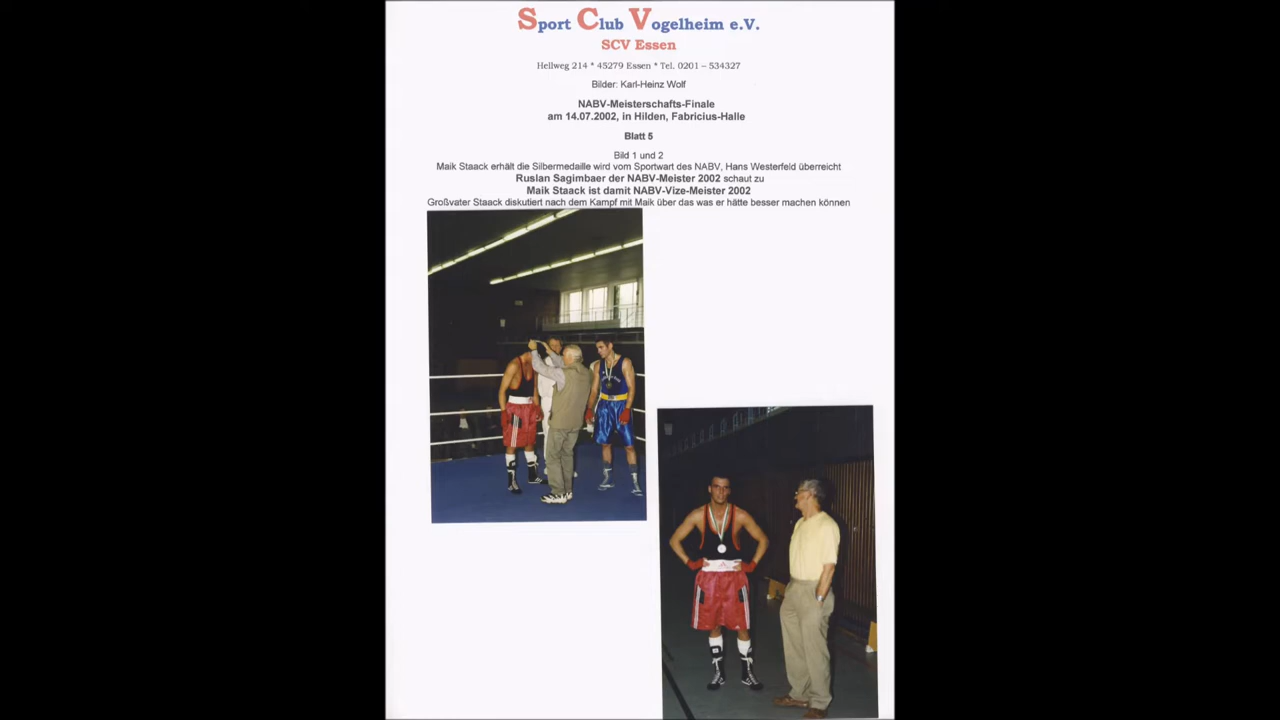 Sport Club Vogelheim e.V.
SCV Essen
Hellweg 214 * 45279 Essen * Tel. 0201 – 534327
Bilder: Karl-Heinz Wolf
NABV-Meisterschafts-Finale
am 14.07.2002, in Hilden, Fabricius-Halle
Blatt 5
Bild 1 und 2
Maik Staack erhält die Silbermedaille wird vom Sportwart des NABV, Hans Westerfeld überreicht
Ruslan Sagimbaer der NABV-Meister 2002 schaut zu
Maik Staack ist damit NABV-Vize-Meister 2002
Großvater Staack diskutiert nach dem Kampf mit Maik über das was er hätte besser machen können